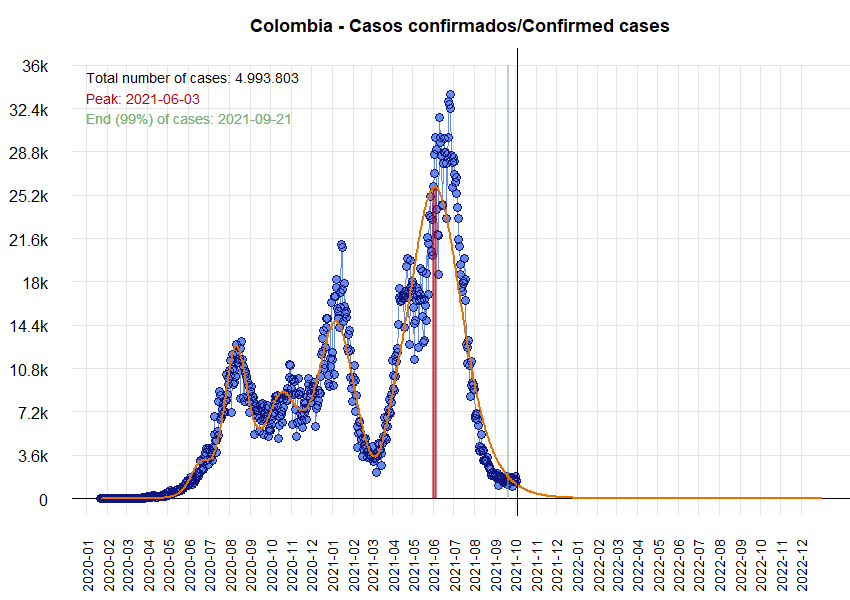 Colombia - Casos confirmados/Confirmed cases
36k
Total number of cases: 4.993.803
Peak: 2021-06-03
32.4k
End (99%) of cases: 2021-09-21
28.8k
25.2k
21.6k
18k
14.4k
10.8k
7.2k
3.6k
0
2020-01
2020-02
2020-03
2020-04
2020-05
2020-06
2020-07
2020-08
2020-09
2020-10
2020-11
2020-12
2021-01
2021-02
2021-03
2021-04
2021-05
2021-06
2021-07
2021-08
2021-09
2021-10
2021-11
2021-12
2022-01
2022-02
2022-03
2022-04
2022-05
2022-06
2022-07
2022-08
2022-09
2022-10
2022-11
2022-12